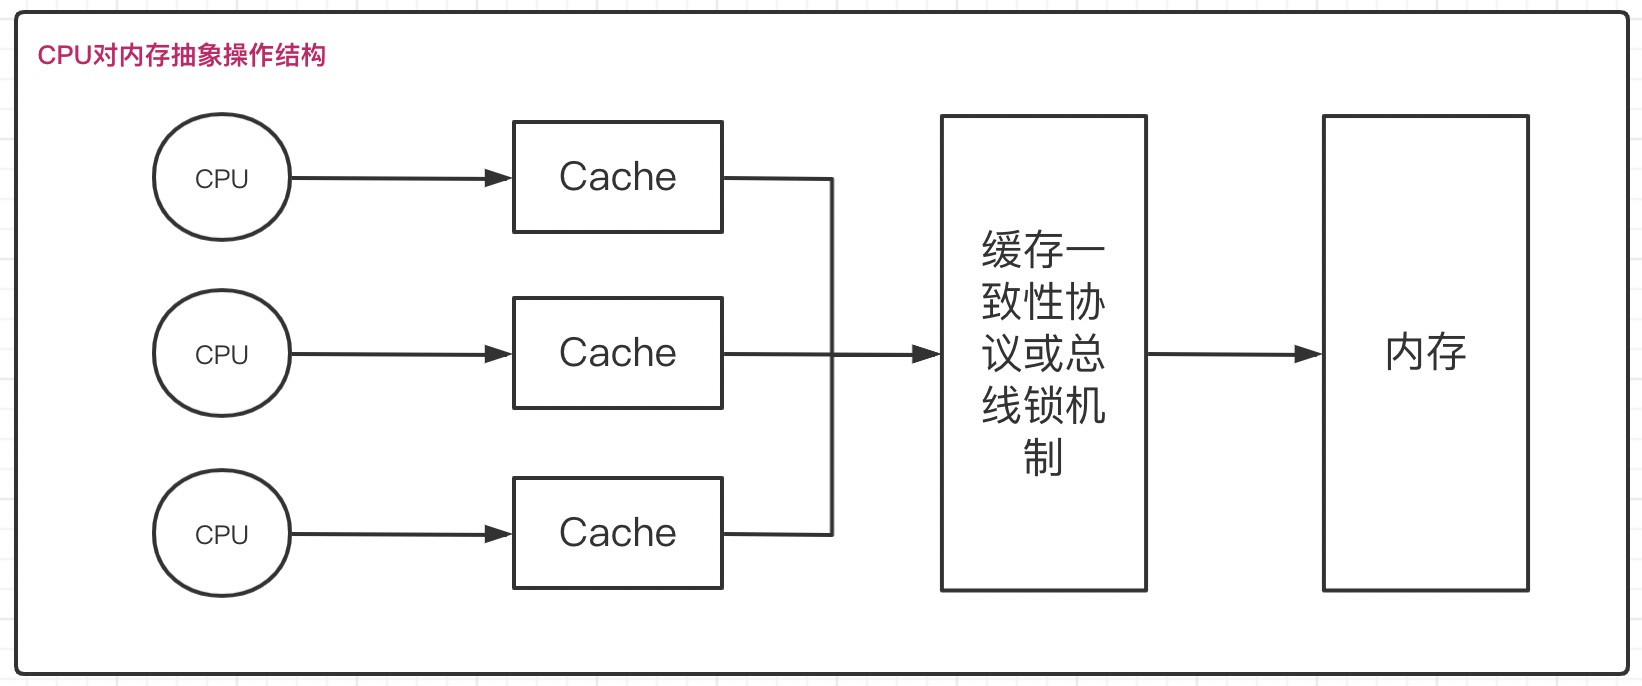 CPU对内存抽象操作结构
CPU
Cache
CPU
Cache
CPU
Cache
缓存一
致性协
议或总
线锁机
制
内存